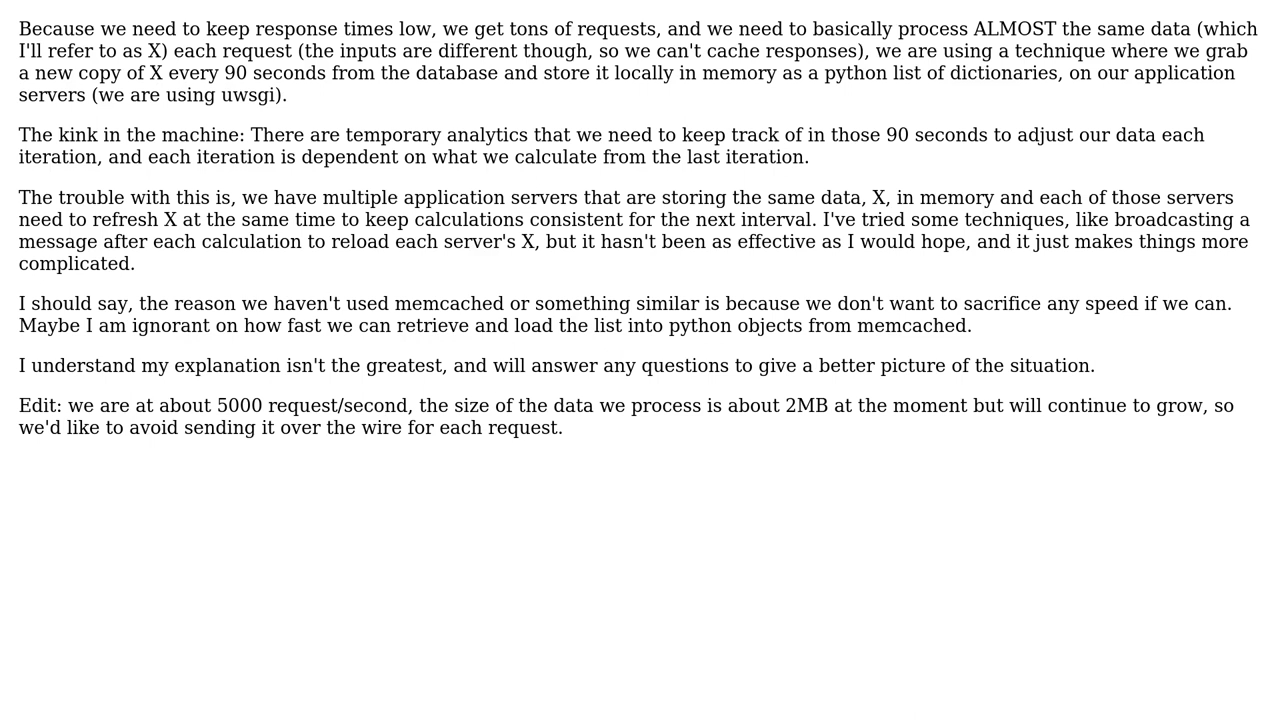 Because we need to keep response times low, we get tons of requests, and we need to basically process ALMOST the same data (which
I'll refer to as X) each request (the inputs are different though, so we can't cache responses), we are using a technique where we grab
a new copy of X every 90 seconds from the database and store it locally in memory as a python list of dictionaries, on our application
servers (we are using uwsgi).
The kink in the machine: There are temporary analytics that we need to keep track of in those 90 seconds to adjust our data each
iteration, and each iteration is dependent on what we calculate from the last iteration.
The trouble with this is, we have multiple application servers that are storing the same data, X, in memory and each of those servers
need to refresh X at the same time to keep calculations consistent for the next interval. I've tried some techniques, like broadcasting a
message after each calculation to reload each server's X, but it hasn't been as effective as I would hope, and it just makes things more
complicated.
I should say, the reason we haven't used memcached or something similar is because we don't want to sacrifice any speed if we can.
Maybe I am ignorant on how fast we can retrieve and load the list into python objects from memcached.
I understand my explanation isn't the greatest, and will answer any questions to give a better picture of the situation.
Edit: we are at about 5000 request/second, the size of the data we process is about 2MB at the moment but will continue to grow, so
we'd like to avoid sending it over the wire for each request.